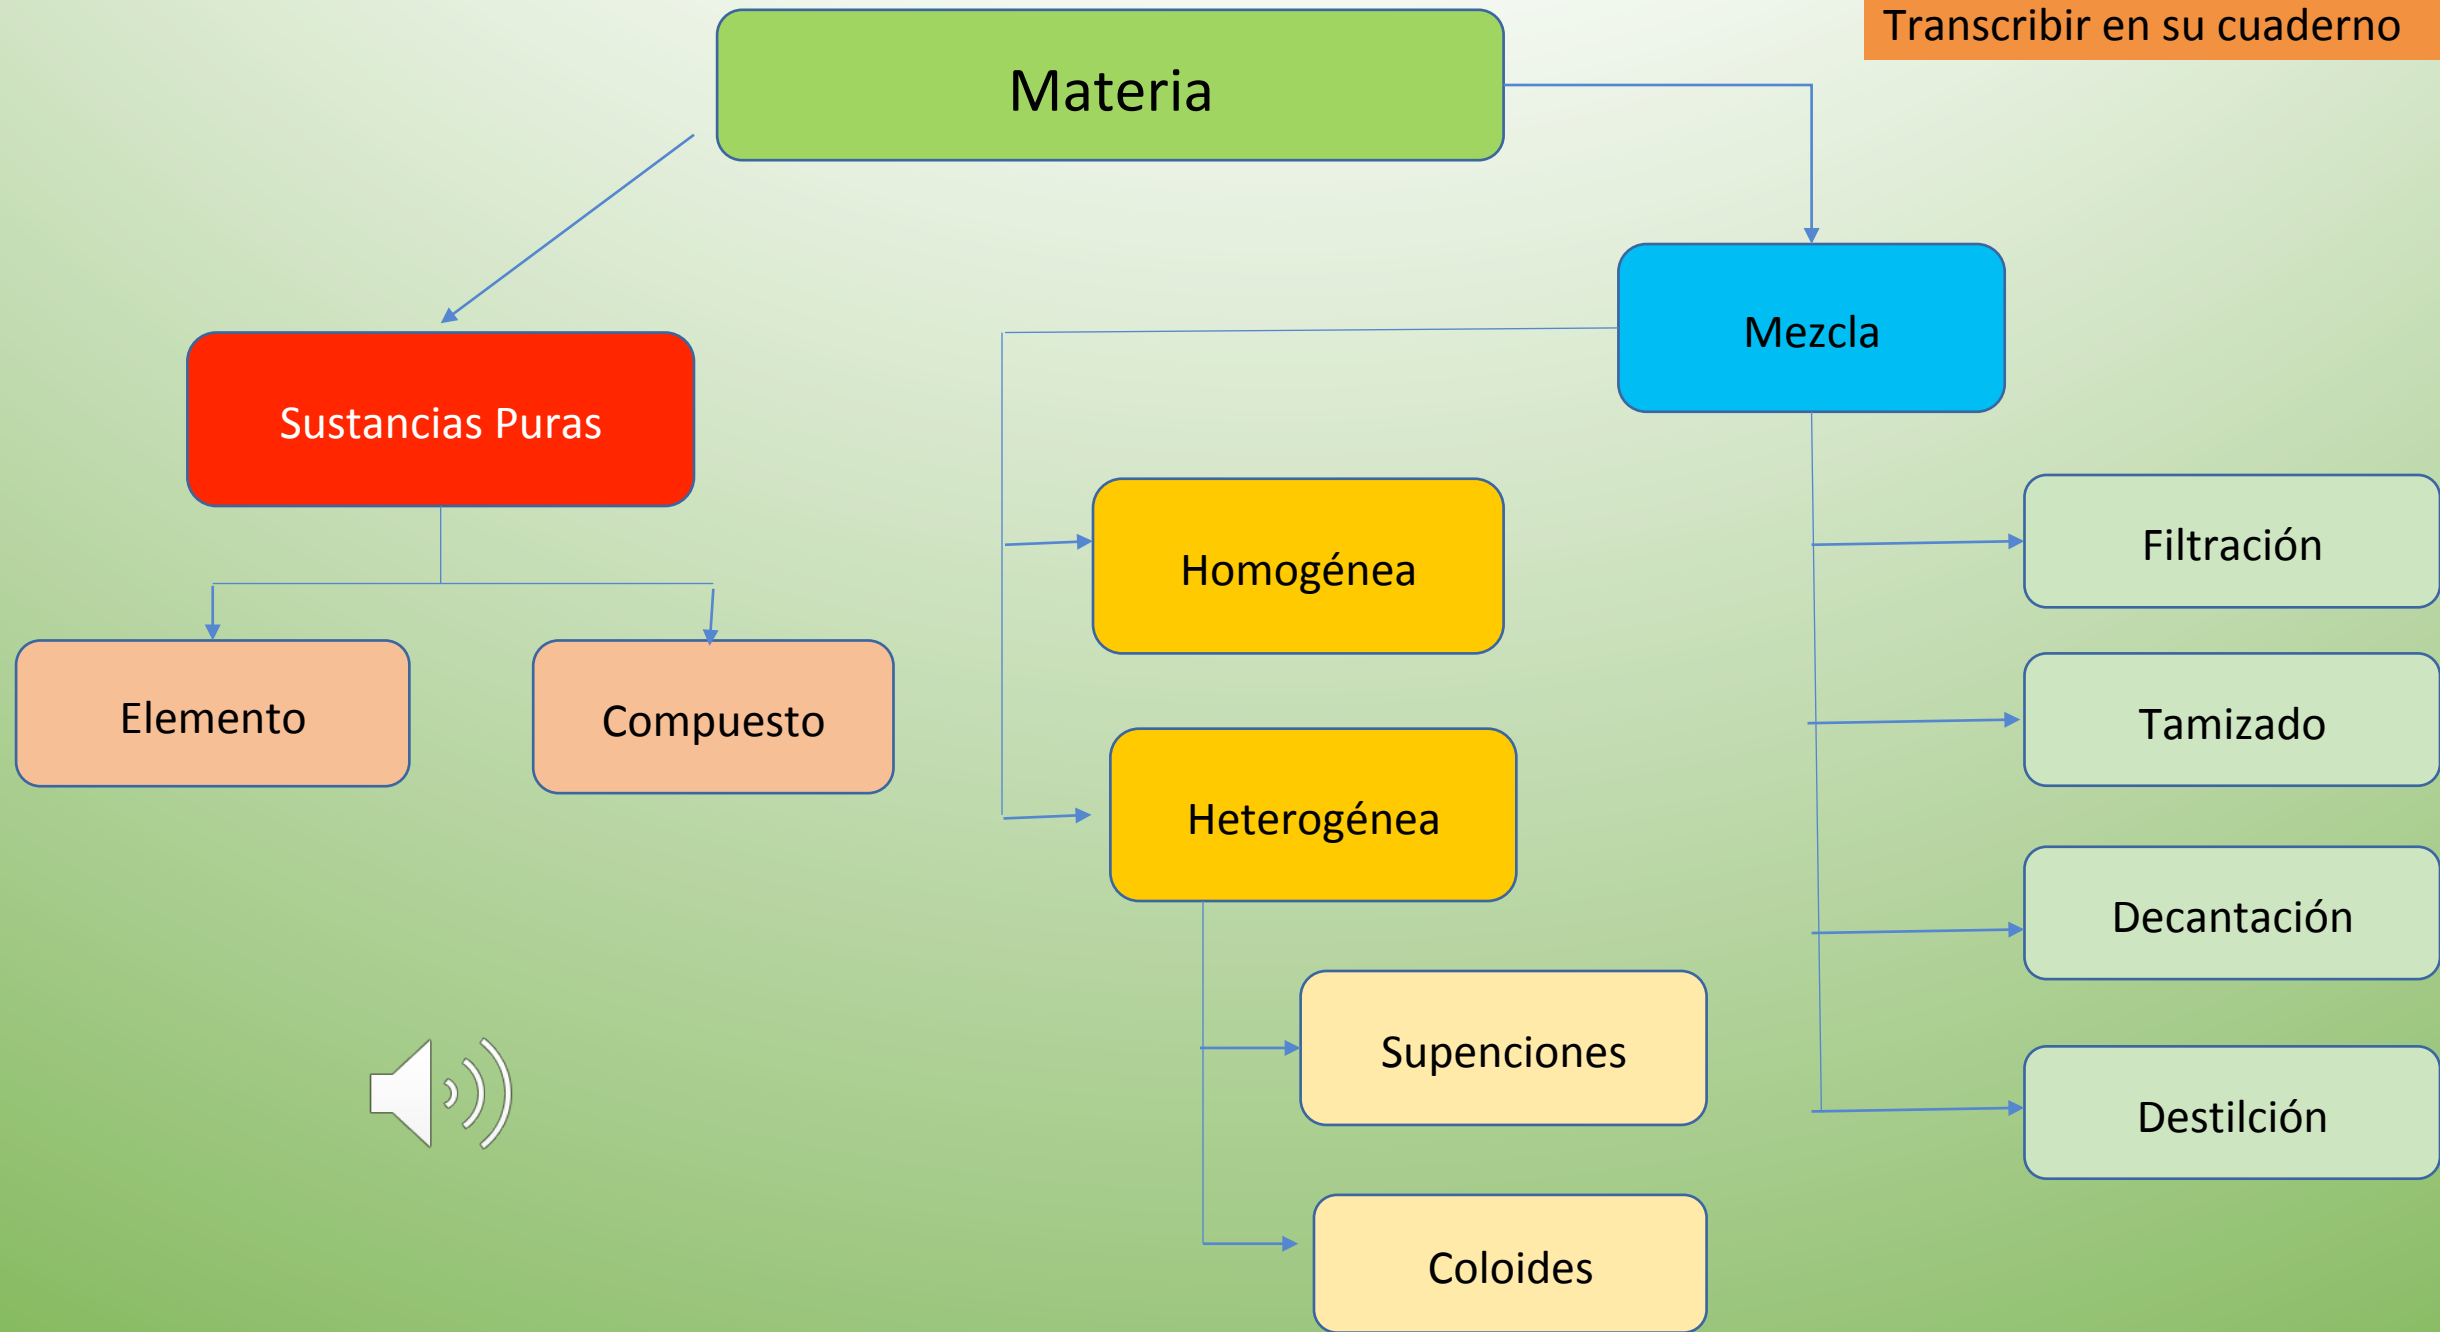 Transcribir en su cuaderno
Materia
Mezcla
Sustancias Puras
Homogénea
Filtración
Elemento
Compuesto
Tamizado
Heterogénea
Decantación
Supenciones
Destilción
Coloides